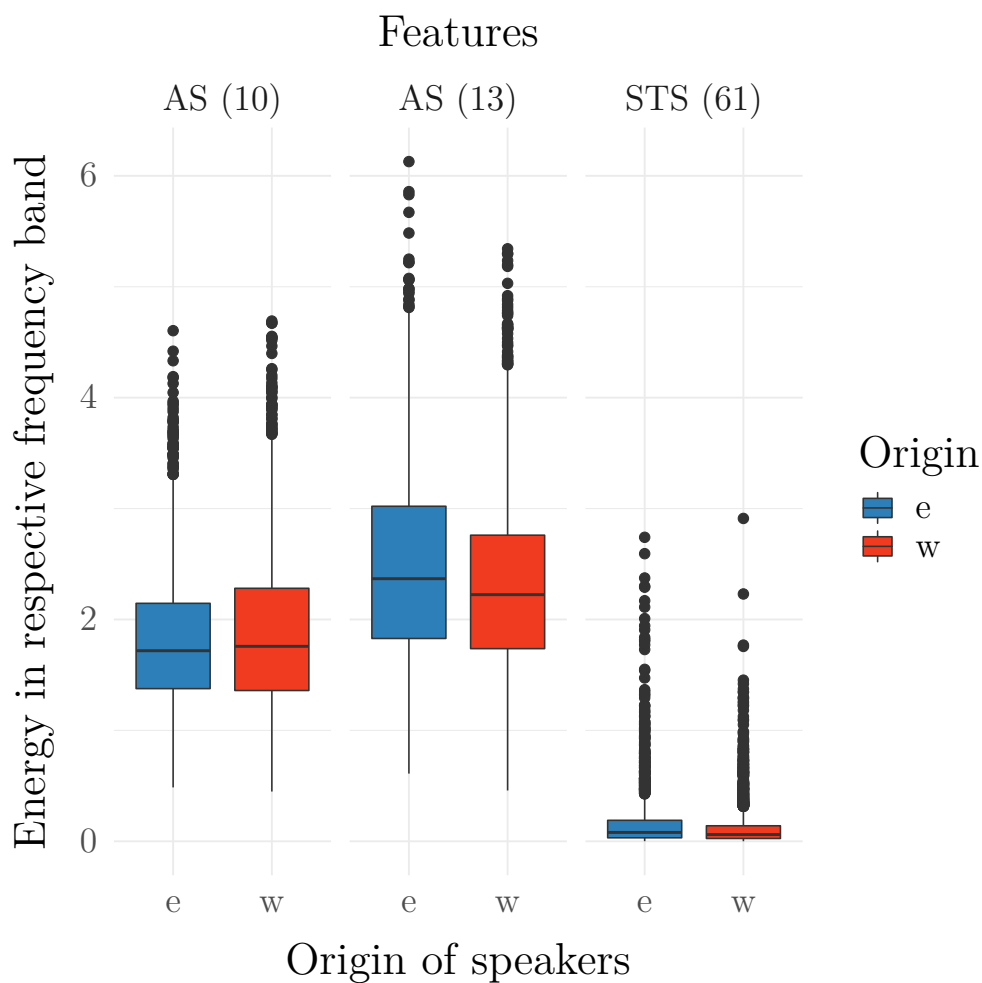 Features
AS (10) AS (13) STS (61)
Energy in respective frequency band
6
4
2
0
e w e w e w
Origin of speakers
Origin
e
w